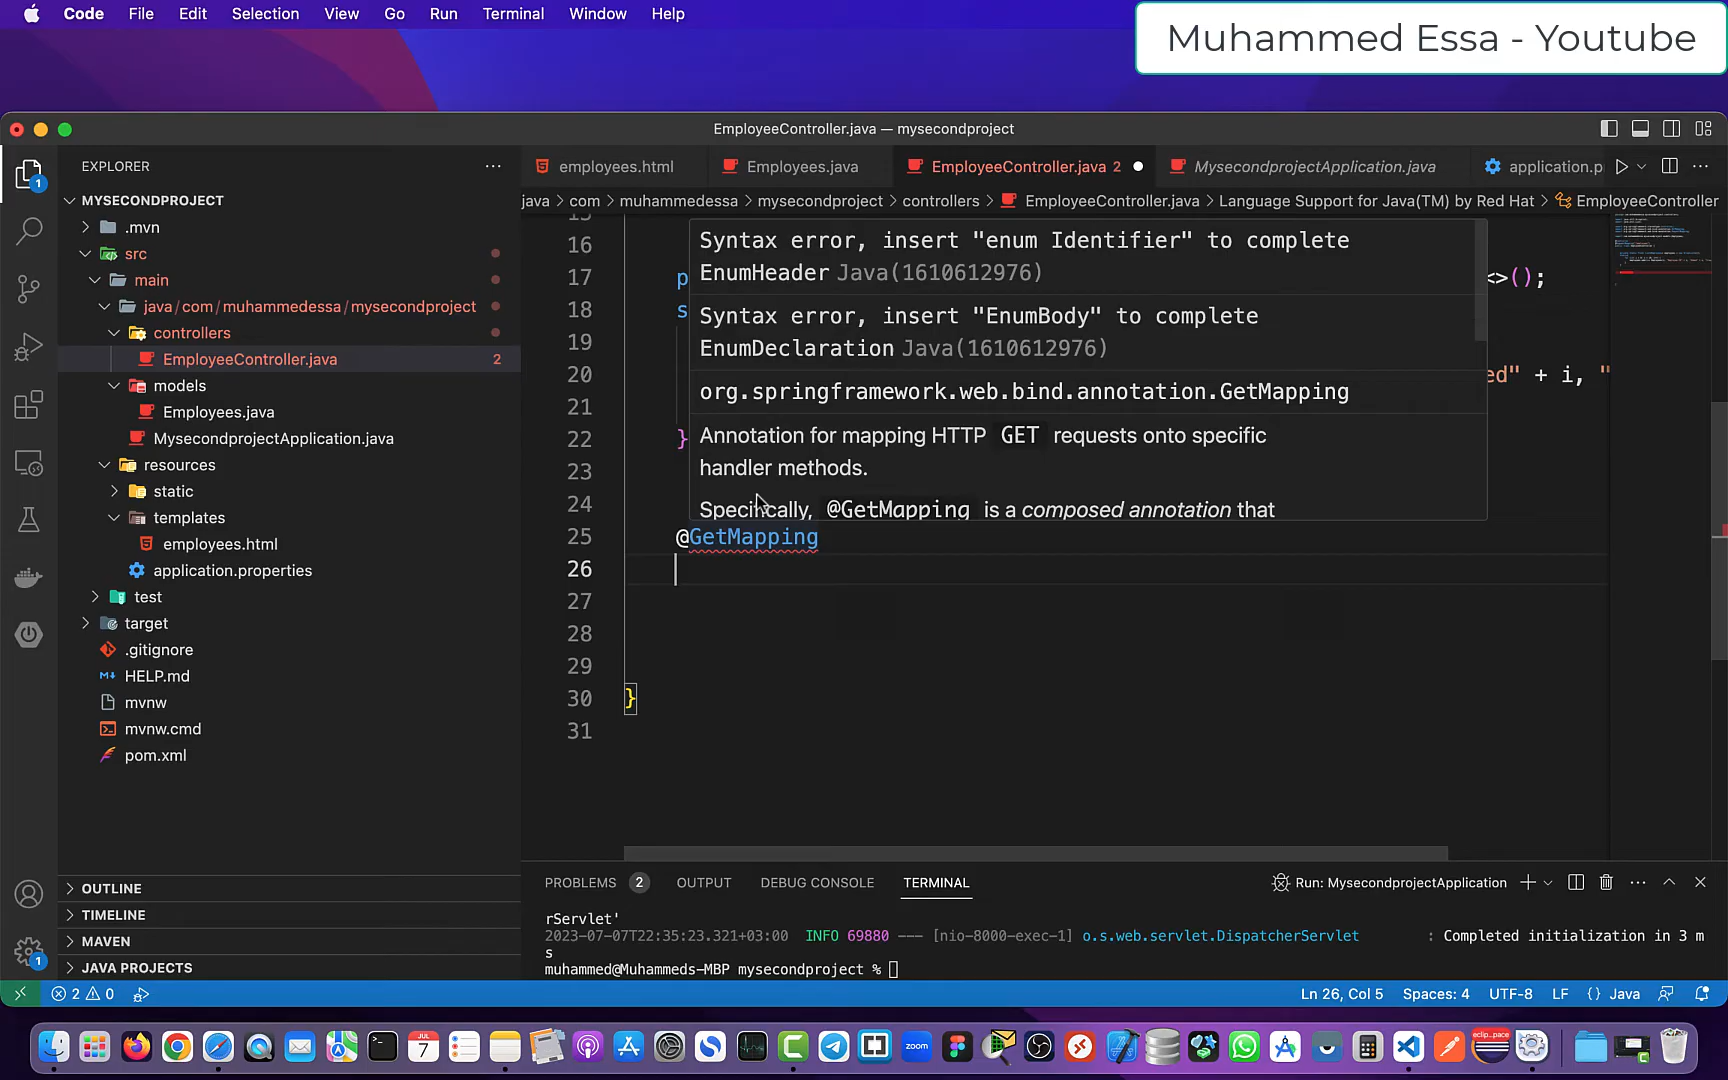 Code File Edit Selection View Go Run Terminal Window Help
Muhammed Essa - Youtube
EmployeeController.java — mysecondproject
EXPLORER
employees.html
Employees.java
EmployeeController.java 2
MysecondprojectApplication.java
application.p
java > com > muhammedessa > mysecondproject > controllers > EmployeeController.java > Language Support for Java(TM) by Red Hat > EmployeeController
1
MYSECONDPROJECT
.mvn
src
main
java/com/muhammedessa/mysecondproject
controllers
EmployeeController.java 2
models
Employees.java
MysecondprojectApplication.java
resources
static
templates
employees.html
application.properties
test
target
.gitignore
HELP.md
mvnw
mvnw.cmd
pom.xml
OUTLINE
TIMELINE
MAVEN
JAVA PROJECTS
1
15
16
17 p <>();
18 s
19
20 ed" + i, "
21
22 }
23
24
25 @GetMapping
26
27
28
29
30 }
31
Syntax error, insert "enum Identifier" to complete
EnumHeader Java(1610612976)
Syntax error, insert "EnumBody" to complete
EnumDeclaration Java(1610612976)
org.springframework.web.bind.annotation.GetMapping
Annotation for mapping HTTP GET requests onto specific
handler methods.
Specifically, @GetMapping is a composed annotation that
PROBLEMS 2 OUTPUT DEBUG CONSOLE TERMINAL
Run: MysecondprojectApplication
rServlet'
2023-07-07T22:35:23.321+03:00 INFO 69880 --- [nio-8000-exec-1] o.s.web.servlet.DispatcherServlet : Completed initialization in 3 m
s
muhammed@Muhammeds-MBP mysecondproject %
2 0
Ln 26, Col 5 Spaces: 4 UTF-8 LF {} Java
JUL
7
zoom